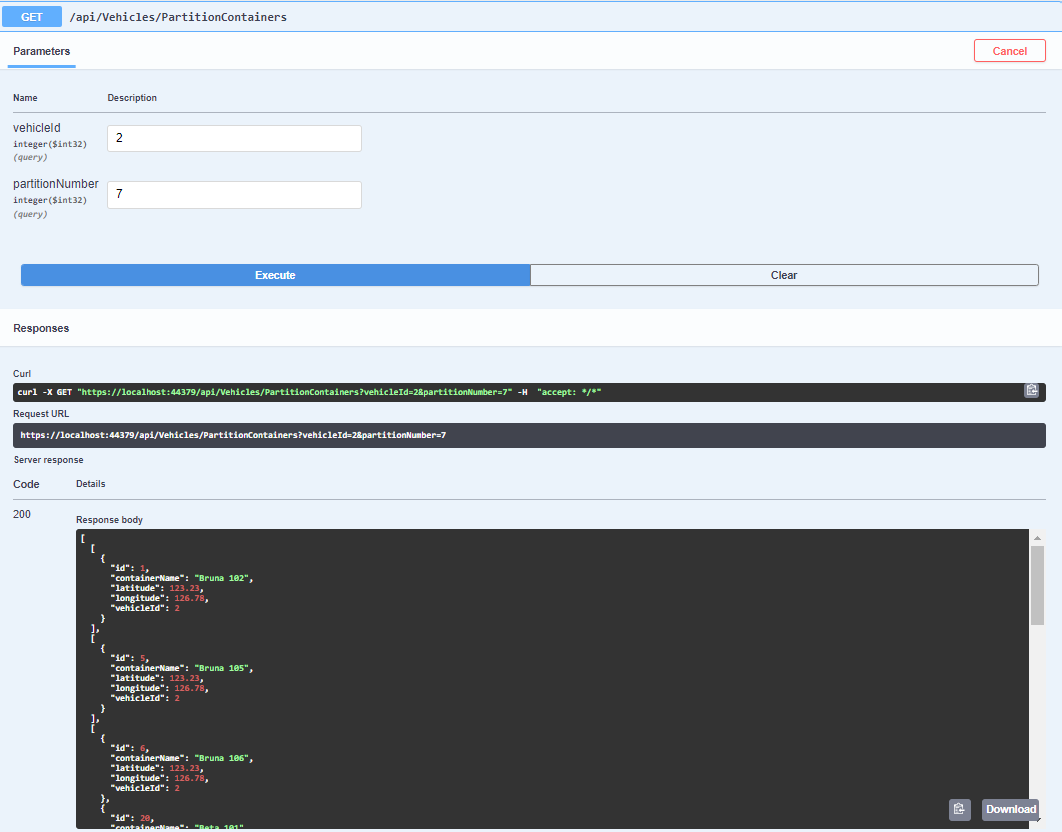 GET /api/Vehicles/PartitionContainers
Parameters
Cancel
Name Description
vehicleId
integer($int32)
(query)
2
partitionNumber
integer($int32)
(query)
7
Execute Clear
Responses
Curl
curl -X GET "https://localhost:44379/api/Vehicles/PartitionContainers?vehicleId=2&partitionNumber=7" -H  "accept: */*"
Request URL
https://localhost:44379/api/Vehicles/PartitionContainers?vehicleId=2&partitionNumber=7
Server response
Code Details
200
Response body
[
  [
    {
      "id": 1,
      "containerName": "Bruna 102",
      "latitude": 123.23,
      "longitude": 126.78,
      "vehicleId": 2
    }
  ],
  [
    {
      "id": 5,
      "containerName": "Bruna 105",
      "latitude": 123.23,
      "longitude": 126.78,
      "vehicleId": 2
    }
  ],
  [
    {
      "id": 6,
      "containerName": "Bruna 106",
      "latitude": 123.23,
      "longitude": 126.78,
      "vehicleId": 2
    },
    {
      "id": 20,
      "containerName": "Beta 101"
Download